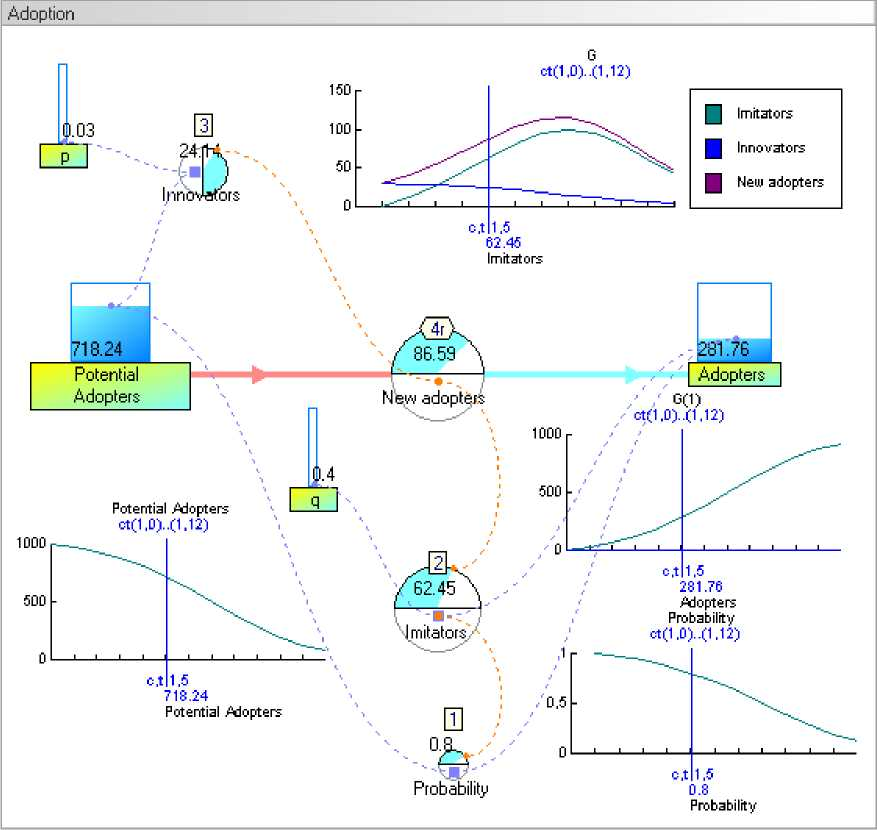 Adoption
0.03
p
3
24.14
Innovators
G
ct(1,0)..(1,12)
150
100
50
0
c,t 1,5
62.45
Imitators
Imitators
Innovators
New adopters
718.24
Potential
Adopters
4r
86.59
New adopters
281.76
Adopters
0.4
q
G(1)
ct(1,0)..(1,12)
1000
500
0
c,t 1,5
281.76
Adopters
Potential Adopters
ct(1,0)..(1,12)
1000
500
0
c,t 1,5
718.24
Potential Adopters
2
62.45
Imitators
1
0.8
Probability
Probability
ct(1,0)..(1,12)
1
0,5
0
c,t 1,5
0.8
Probability